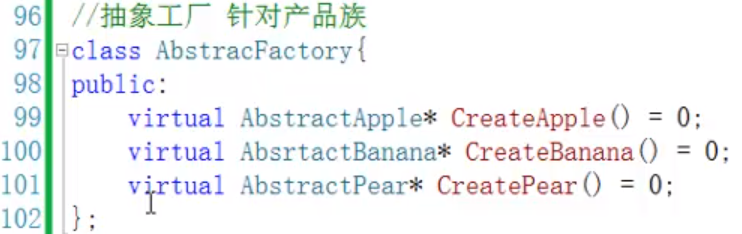 96 //抽象工厂 针对产品族
97 class AbstracFactory{
98 public:
99 virtual AbstractApple* CreateApple() = 0;
100 virtual AbsrtactBanana* CreateBanana() = 0;
101 virtual AbstractPear* CreatePear() = 0;
102 };